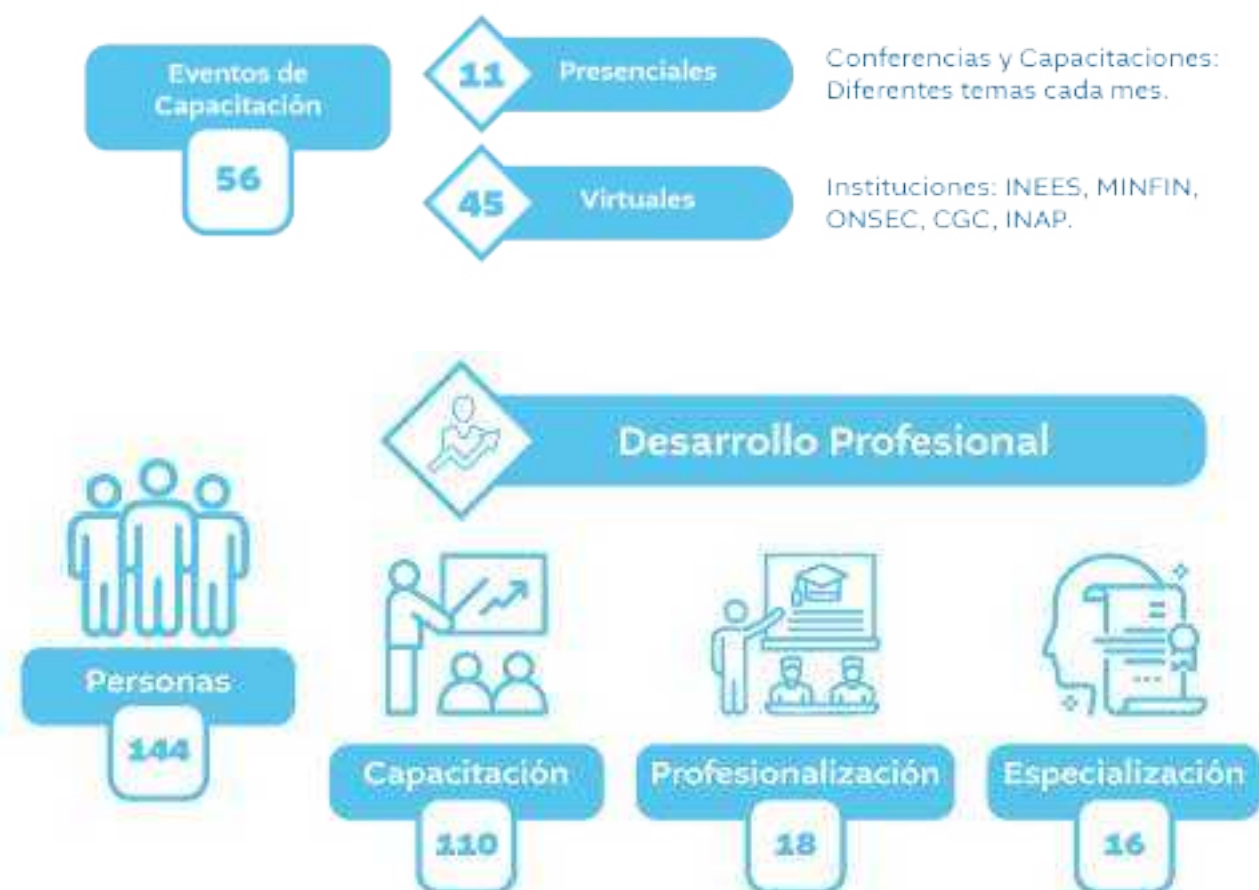 Eventos de
Capacitación
56
11
Presenciales
Conferencias y Capacitaciones:
Diferentes temas cada mes.
45
Virtuales
Instituciones: INEES, MINFIN,
ONSEC, CGC, INAP.
Desarrollo Profesional
Personas
144
Capacitación
110
Profesionalización
18
Especialización
16